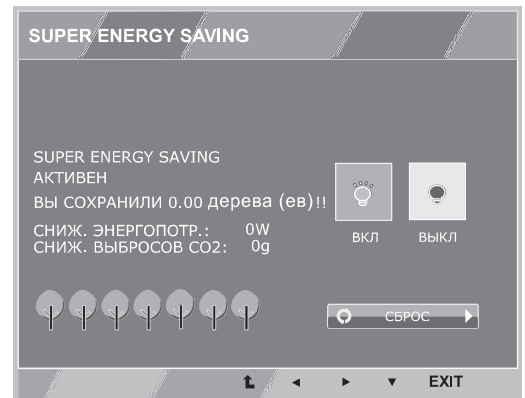 SUPER ENERGY SAVING
SUPER ENERGY SAVING
АКТИВЕН
ВЫ СОХРАНИЛИ 0.00 дерева (ев)!!
СНИЖ. ЭНЕРГОПОТР.: 0W
СНИЖ. ВЫБРОСОВ СО2: 0g
ВКЛ ВЫКЛ
СБРОС
EXIT